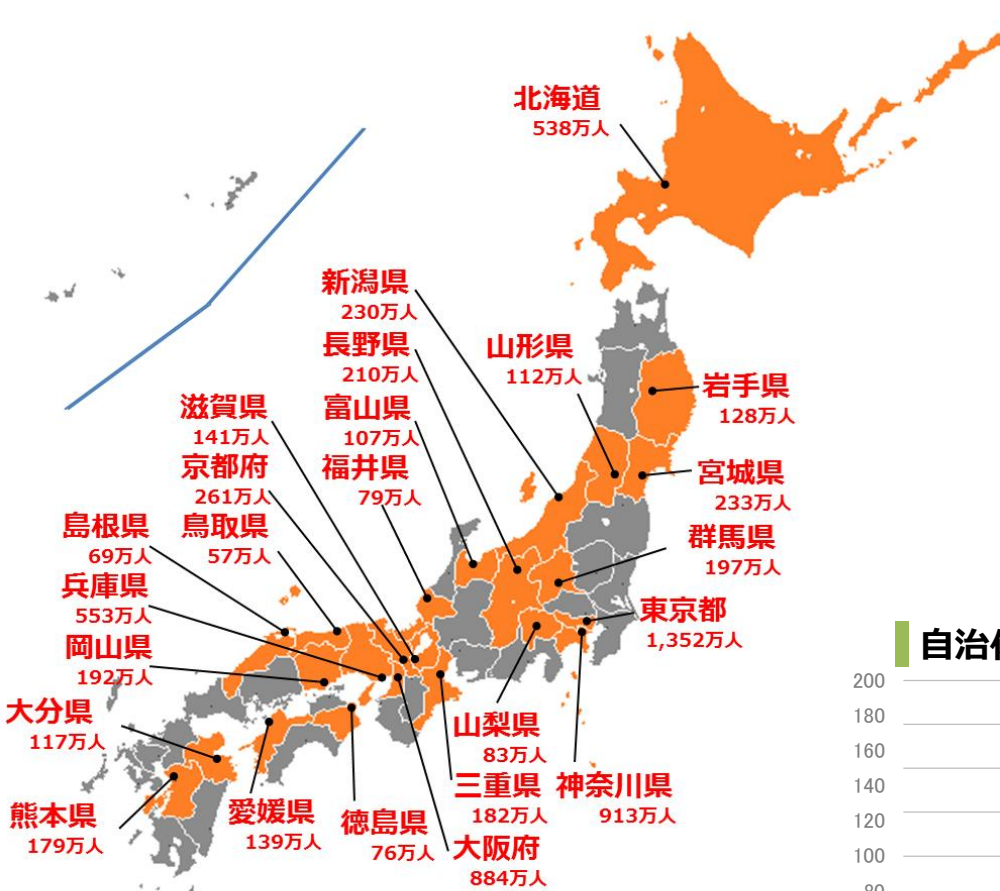 北海道
538万人
新潟県
230万人
長野県
210万人
山形県
112万人
岩手県
128万人
滋賀県
141万人
富山県
107万人
京都府
261万人
福井県
79万人
宮城県
233万人
島根県
69万人
鳥取県
57万人
群馬県
197万人
兵庫県
553万人
東京都
1,352万人
岡山県
192万人
大分県
117万人
山梨県
83万人
三重県
182万人
神奈川県
913万人
熊本県
179万人
愛媛県
139万人
徳島県
76万人
大阪府
884万人
自治
200
180
160
140
120
100